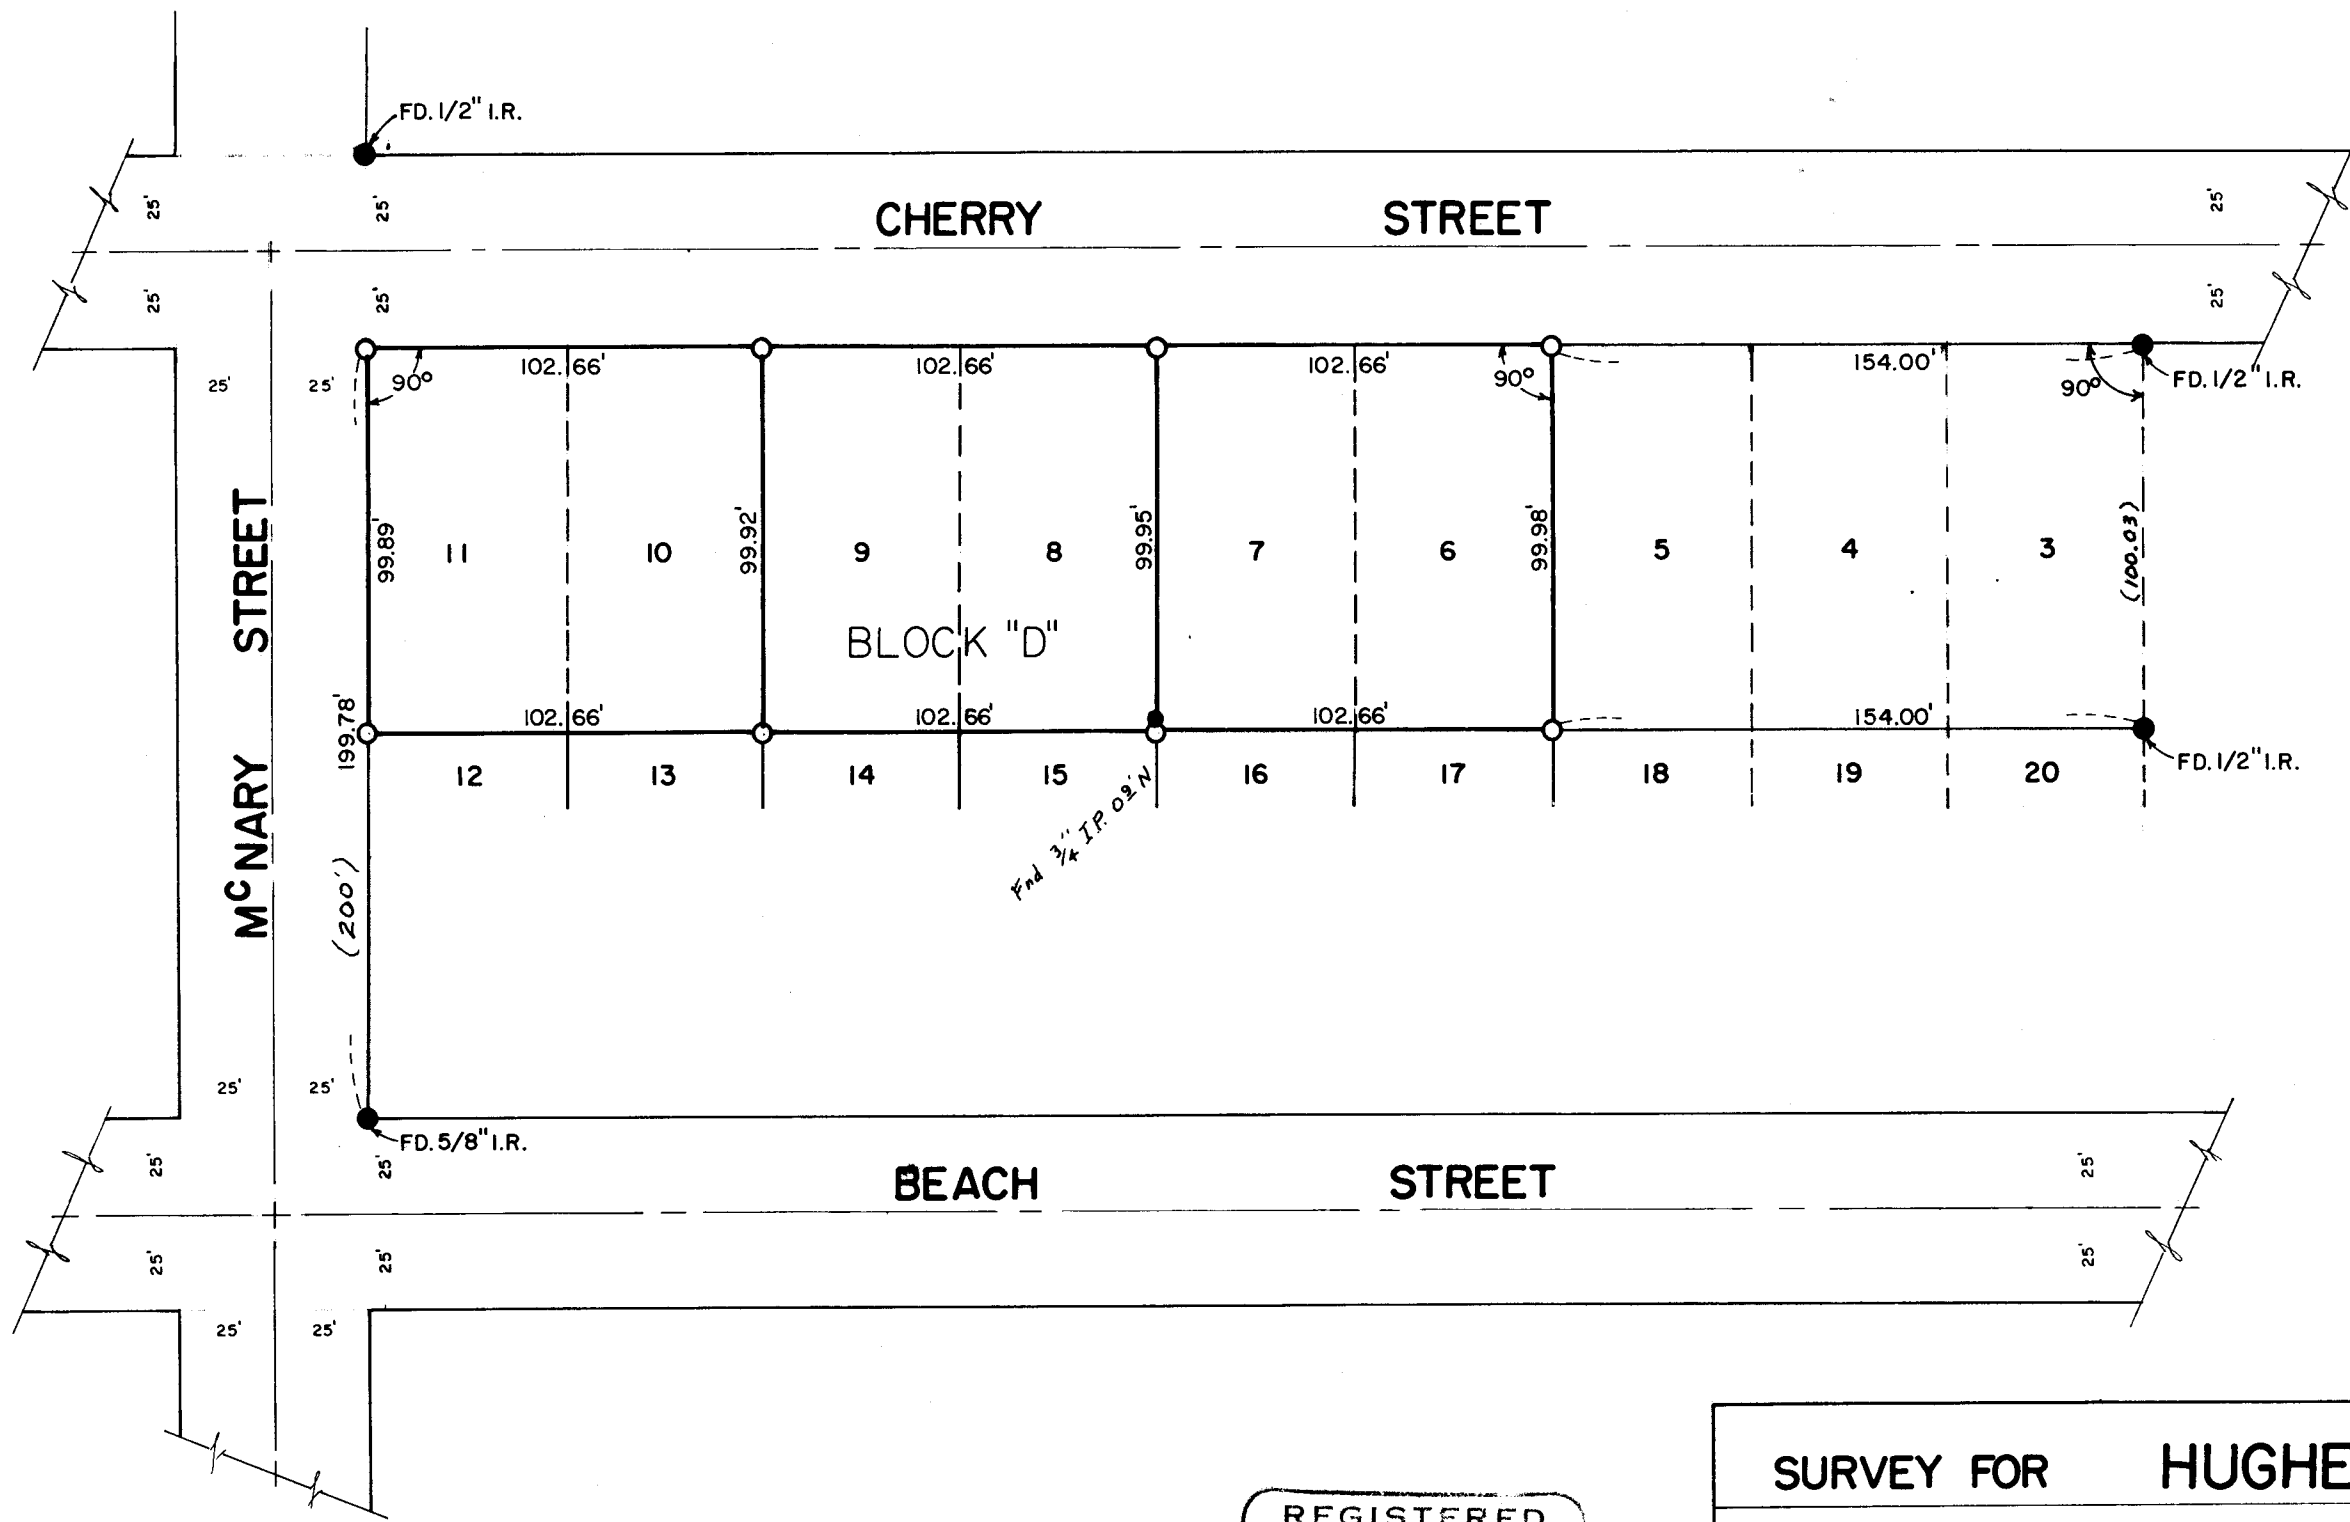 FD. 1/2" I.R.
25' 25' 25'
CHERRY STREET
25' 25' 25'
25' 25' 90° 102.66' 102.66' 102.66' 90° 154.00' 90° FD. 1/2" I.R.
99.89' 11 10 99.92' 9 8 99.95' 7 6 99.98' 5 4 3 (100.03)
BLOCK "D"
McNARY STREET
199.78' 102.66' 102.66' 102.66' 154.00'
12 13 14 15 16 17 18 19 20 FD. 1/2" I.R.
Fnd 3/4" I.P. 0.9' N
(200')
25' 25'
FD. 5/8" I.R.
25' 25' 25'
BEACH STREET
25' 25' 25'
25' 25'
SURVEY FOR HUGHE
REGISTERED